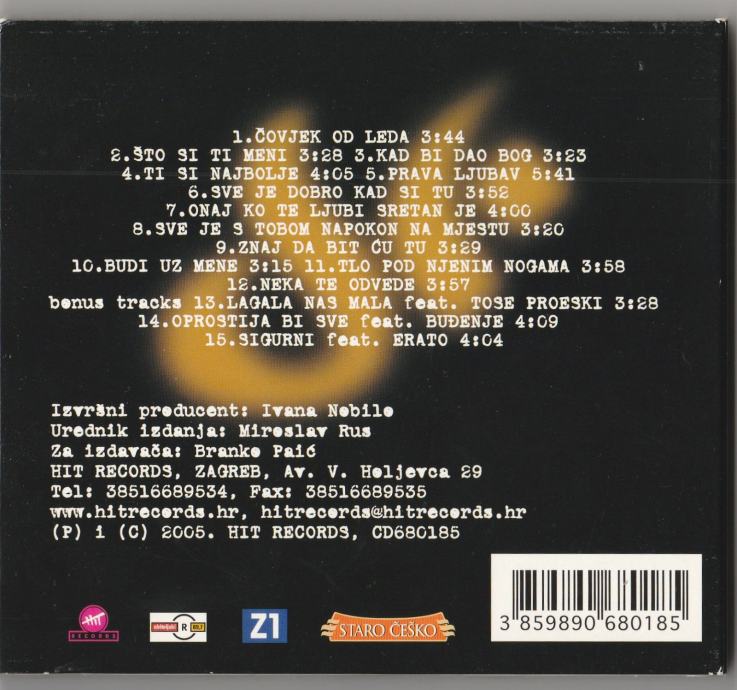 1.ČOVJEK OD LEDA 3:44
2.ŠTO SI TI MENI 3:28 3.KAD BI DAO BOG 3:23
4.TI SI NAJBOLJE 4:05 5.PRAVA LJUBAV 5:41
6.SVE JE DOBRO KAD SI TU 3:52
7.ONAJ KO TE LJUBI SRETAN JE 4:00
8.SVE JE S TOBOM NAPOKON NA MJESTU 3:20
9.ZNAJ DA BIT ĆU TU 3:29
10.BUDI UZ MENE 3:15 11.TLO POD NJENIM NOGAMA 3:58
12.NEKA TE ODVEDE 3:57
bonus tracks 13.LAGALA NAS MALA feat. TOSE PROESKI 3:28
14.OPROSTIJA BI SVE feat. BUĐENJE 4:09
15.SIGURNI feat. ERATO 4:04
Izvršni producent: Ivana Nobilo
Urednik izdanja: Miroslav Rus
Za izdavača: Branko Paić
HIT RECORDS, ZAGREB, Av. V. Holjevca 29
Tel: 38516689534, Fax: 38516689535
www.hitrecords.hr, hitrecords@hitrecords.hr
(P) i (C) 2005. HIT RECORDS, CD680185
HIT RECORDS
R
Z1
STARO ČEŠKO
3 859890 680185